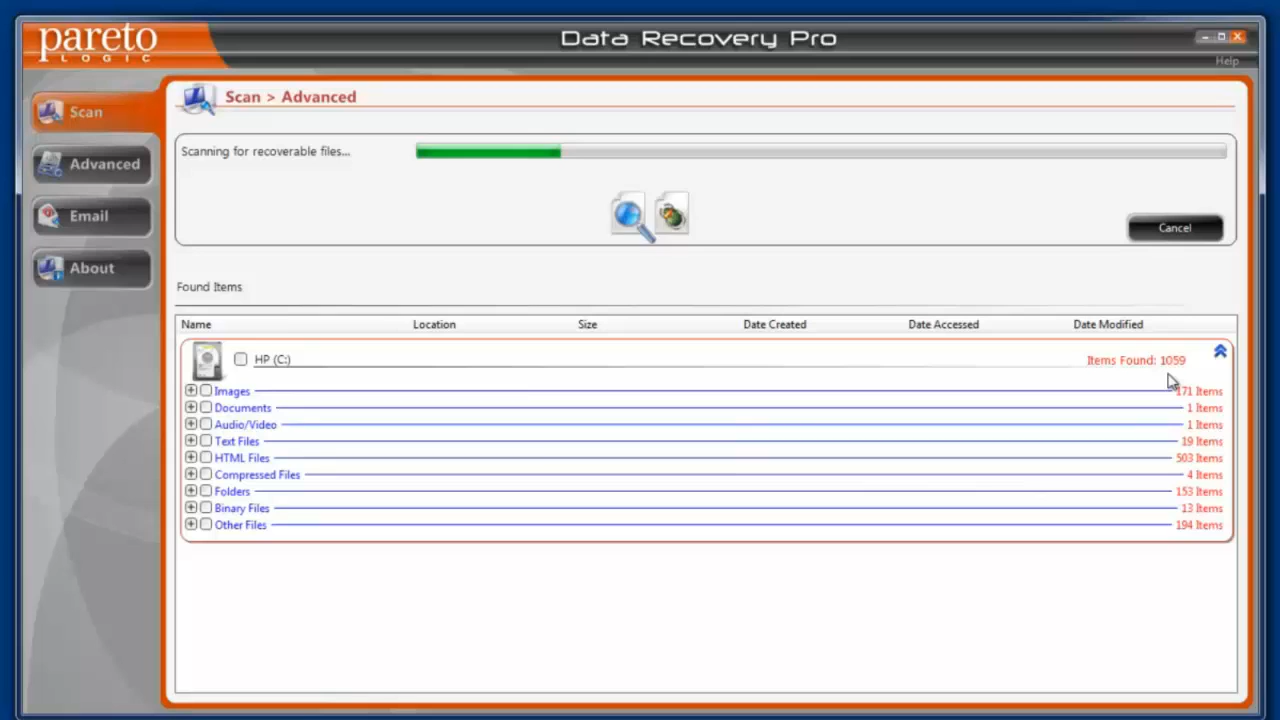 pareto
LOGIC
Data Recovery Pro
Help
Scan
Advanced
Email
About
Scan > Advanced
Scanning for recoverable files...
Cancel
Found Items
Name Location Size Date Created Date Accessed Date Modified
HP (C:) Items Found: 1059
Images 171 Items
Documents 1 Items
Audio/Video 1 Items
Text Files 19 Items
HTML Files 503 Items
Compressed Files 4 Items
Folders 153 Items
Binary Files 13 Items
Other Files 194 Items